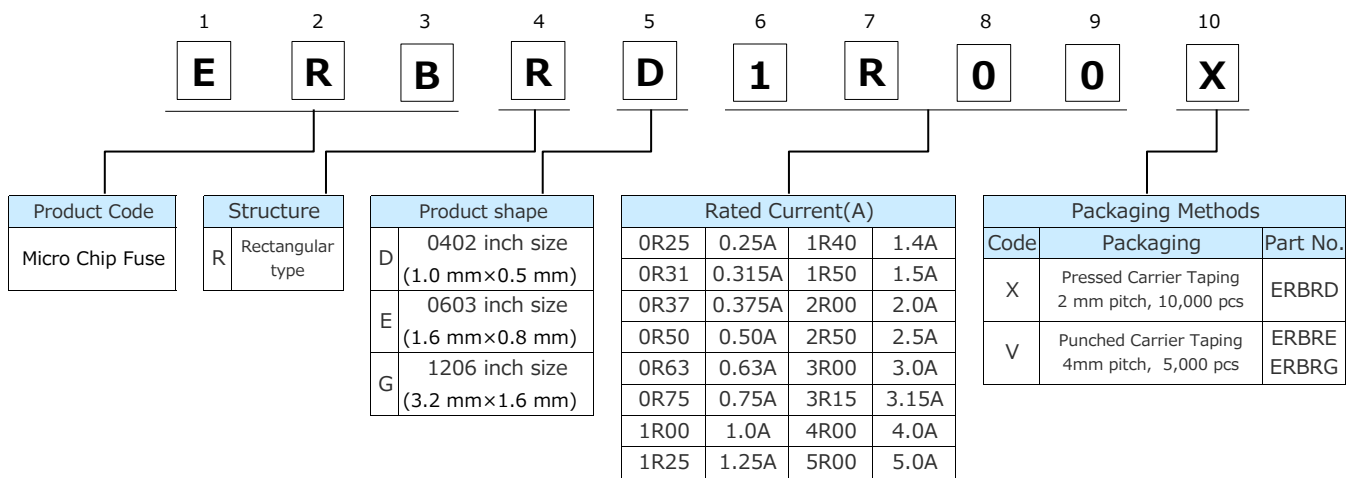 1 2 3 4 5 6 7 8 9 10
E R B R D 1 R 0 0 X
Product Code
Micro Chip Fuse
Structure
R Rectangular
type
Product shape
D 0402 inch size
(1.0 mm×0.5 mm)
E 0603 inch size
(1.6 mm×0.8 mm)
G 1206 inch size
(3.2 mm×1.6 mm)
Rated Current(A)
0R25 0.25A 1R40 1.4A
0R31 0.315A 1R50 1.5A
0R37 0.375A 2R00 2.0A
0R50 0.50A 2R50 2.5A
0R63 0.63A 3R00 3.0A
0R75 0.75A 3R15 3.15A
1R00 1.0A 4R00 4.0A
1R25 1.25A 5R00 5.0A
Packaging Methods
Code Packaging Part No.
X Pressed Carrier Taping
2 mm pitch, 10,000 pcs
ERBRD
V Punched Carrier Taping
4mm pitch, 5,000 pcs
ERBRE
ERBRG